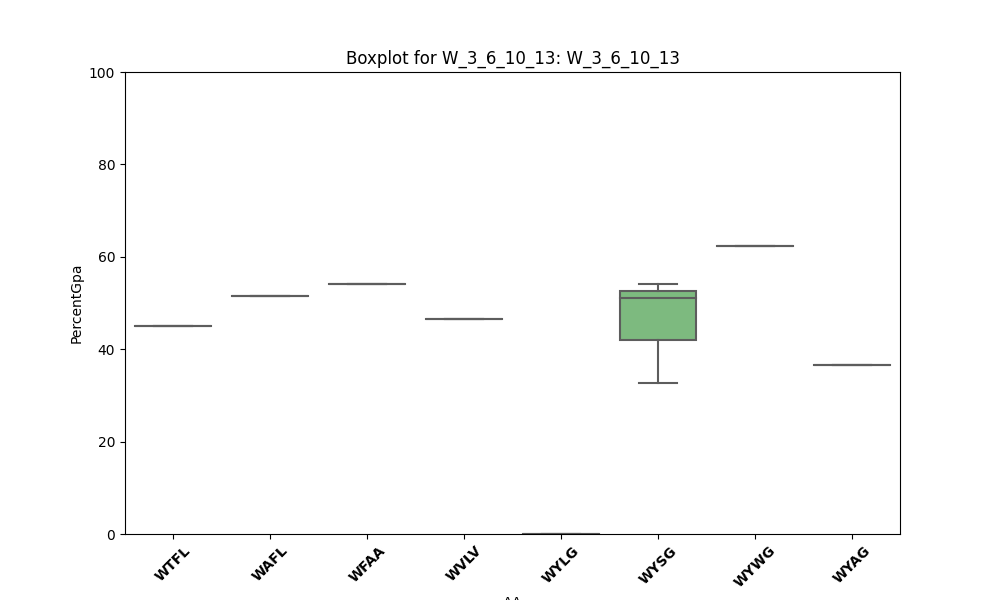 Boxplot for W_3_6_10_13: W_3_6_10_13
PercentGpa
100
80
60
40
20
0
WTFL
WAFL
WFAA
WVLV
WYLG
WYSG
WYWG
WYAG